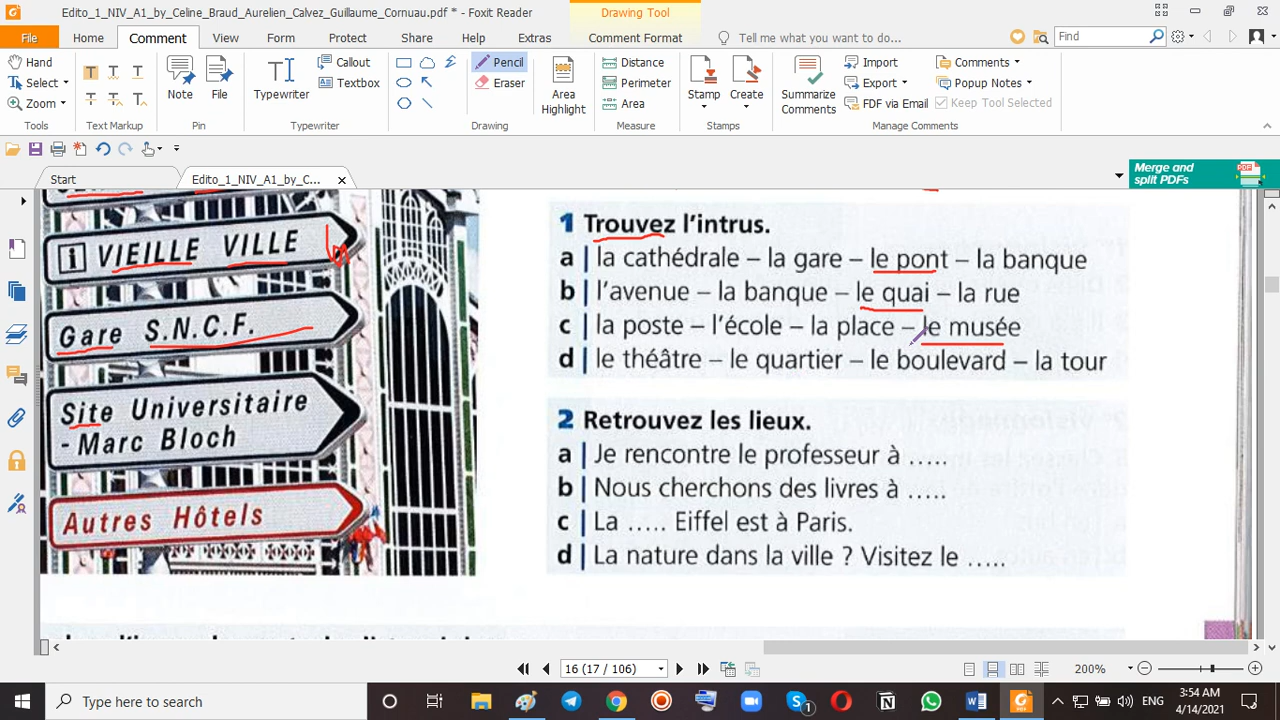 Edito_1_NIV_A1_by_Celine_Braud_Aurelien_Calvez_Guillaume_Cornuau.pdf * - Foxit Reader
Drawing Tool
File Home Comment View Form Protect Share Help Extras Comment Format Tell me what you want to do... Find
Hand
Select
Zoom
Tools
Text Markup
Note
File
Pin
Typewriter
Callout
Textbox
Typewriter
Pencil
Eraser
Drawing
Area
Highlight
Distance
Perimeter
Area
Measure
Stamp
Create
Stamps
Summarize
Comments
Import
Export
FDF via Email
Comments
Popup Notes
Keep Tool Selected
Manage Comments
Start
Edito_1_NIV_A1_by_C...
Merge and
split PDFs
PDF
i VIEILLE VILLE
Gare S.N.C.F.
Site Universitaire
- Marc Bloch
Autres Hôtels
1 Trouvez l'intrus.
a | la cathédrale – la gare – le pont – la banque
b | l'avenue – la banque – le quai – la rue
c | la poste – l'école – la place – le musée
d | le théâtre – le quartier – le boulevard – la tour
2 Retrouvez les lieux.
a | Je rencontre le professeur à .....
b | Nous cherchons des livres à .....
c | La ..... Eiffel est à Paris.
d | La nature dans la ville ? Visitez le .....
16 (17 / 106)
200%
Type here to search
1
ENG
3:54 AM
4/14/2021